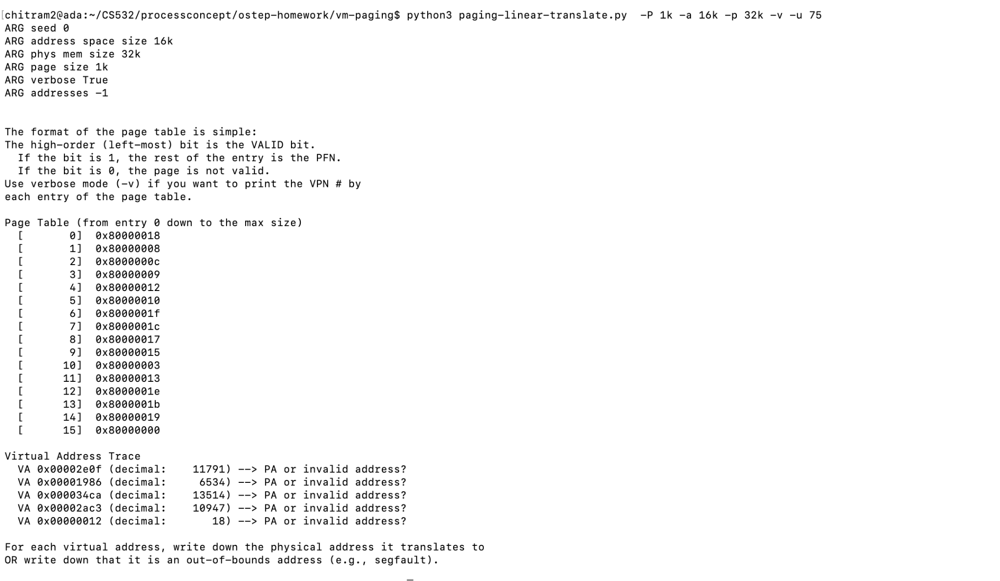 [chitram2@ada:~/CS532/processconcept/ostep-homework/vm-paging$ python3 paging-linear-translate.py  -P 1k -a 16k -p 32k -v -u 75
ARG seed 0
ARG address space size 16k
ARG phys mem size 32k
ARG page size 1k
ARG verbose True
ARG addresses -1
The format of the page table is simple:
The high-order (left-most) bit is the VALID bit.
  If the bit is 1, the rest of the entry is the PFN.
  If the bit is 0, the page is not valid.
Use verbose mode (-v) if you want to print the VPN # by
each entry of the page table.
Page Table (from entry 0 down to the max size)
  [       0]  0x80000018
  [       1]  0x80000008
  [       2]  0x8000000c
  [       3]  0x80000009
  [       4]  0x80000012
  [       5]  0x80000010
  [       6]  0x8000001f
  [       7]  0x8000001c
  [       8]  0x80000017
  [       9]  0x80000015
  [      10]  0x80000003
  [      11]  0x80000013
  [      12]  0x8000001e
  [      13]  0x8000001b
  [      14]  0x80000019
  [      15]  0x80000000
Virtual Address Trace
  VA 0x00002e0f (decimal:    11791) --> PA or invalid address?
  VA 0x00001986 (decimal:     6534) --> PA or invalid address?
  VA 0x000034ca (decimal:    13514) --> PA or invalid address?
  VA 0x00002ac3 (decimal:    10947) --> PA or invalid address?
  VA 0x00000012 (decimal:       18) --> PA or invalid address?
For each virtual address, write down the physical address it translates to
OR write down that it is an out-of-bounds address (e.g., segfault).